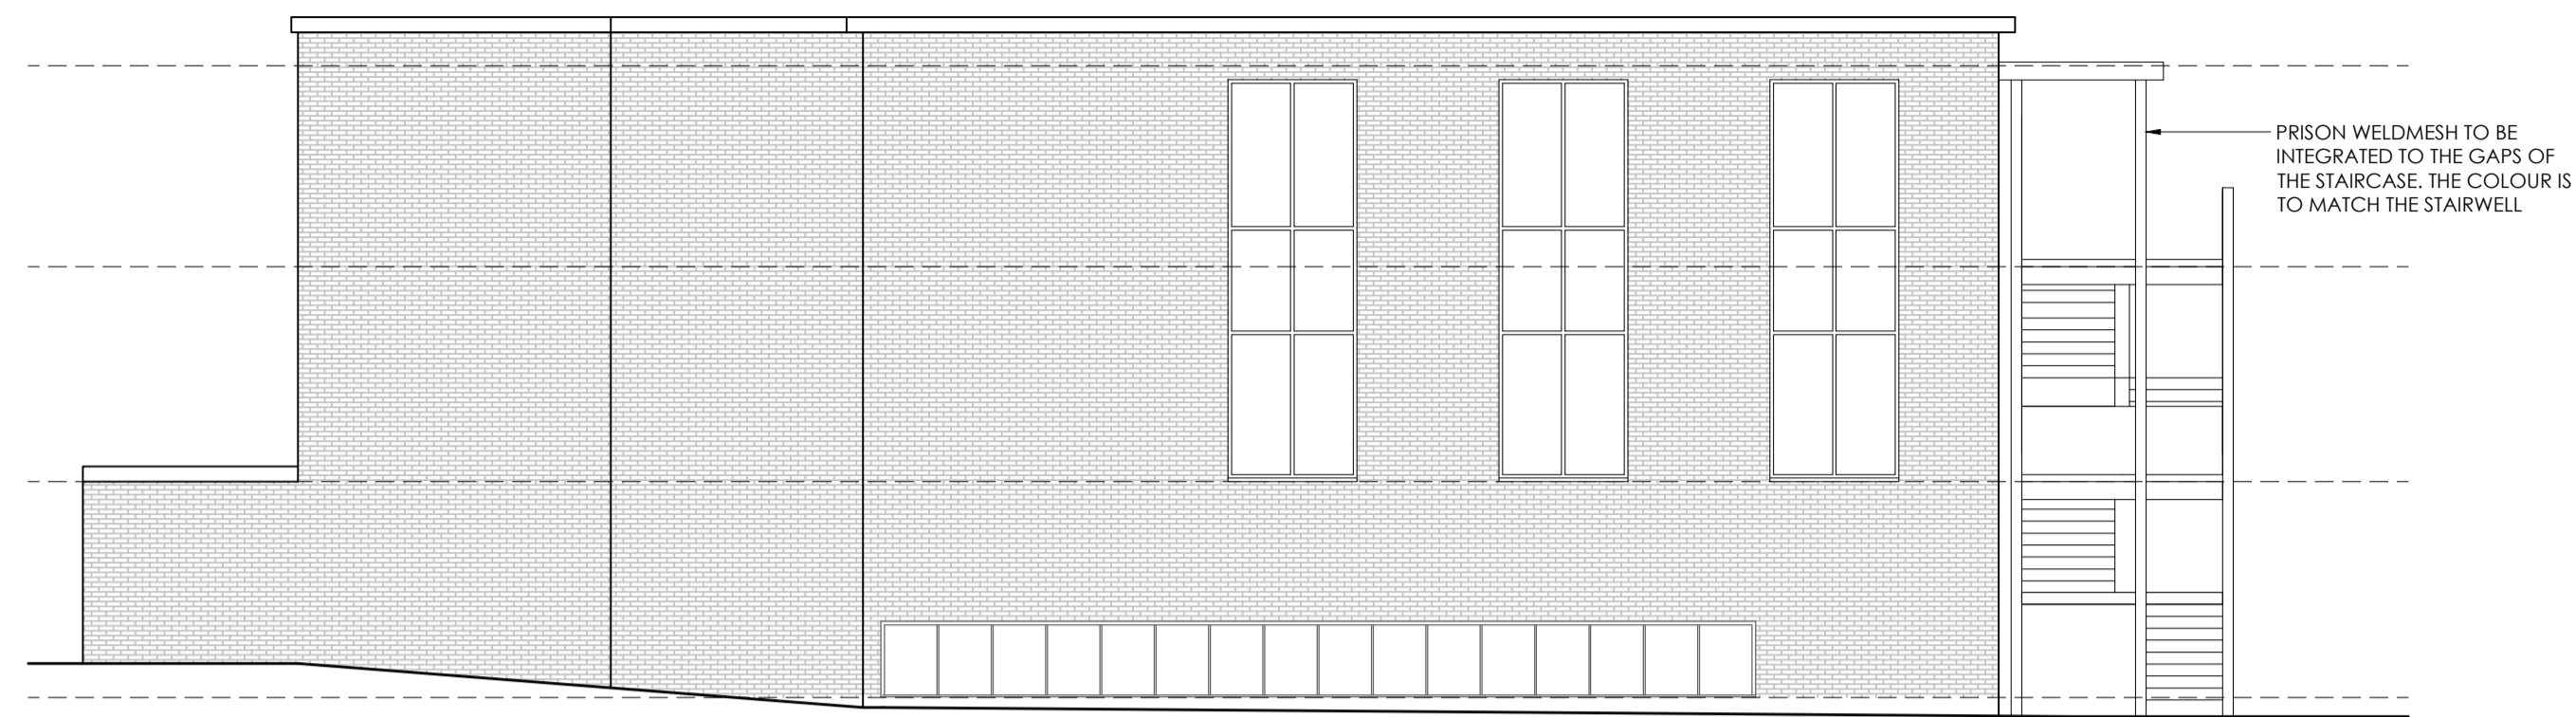 PRISON WELDMESH TO BE
INTEGRATED TO THE GAPS OF
THE STAIRCASE. THE COLOUR IS
TO MATCH THE STAIRWELL